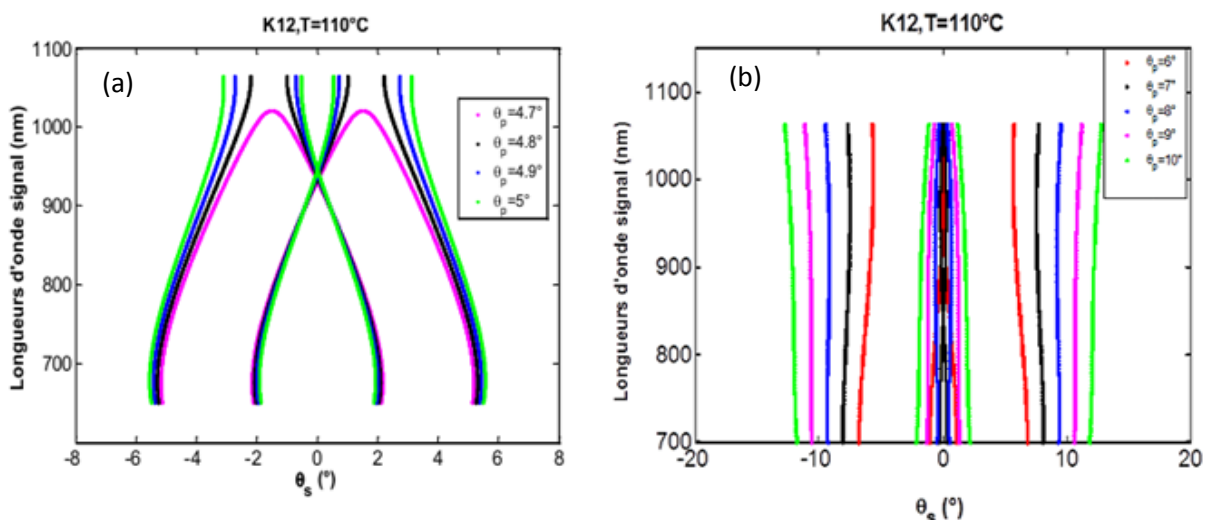 K12,T=110°C
(a)
Longueurs d'onde signal (nm)
1100
1000
900
800
700
θp=4.7°
θp=4.8°
θp=4.9°
θp=5°
-8 -6 -4 -2 0 2 4 6 8
θs (°)
K12,T=110°C
(b)
Longueurs d'onde signal (nm)
1100
1000
900
800
700
θp=6°
θp=7°
θp=8°
θp=9°
θp=10°
-20 -10 0 10 20
θs (°)